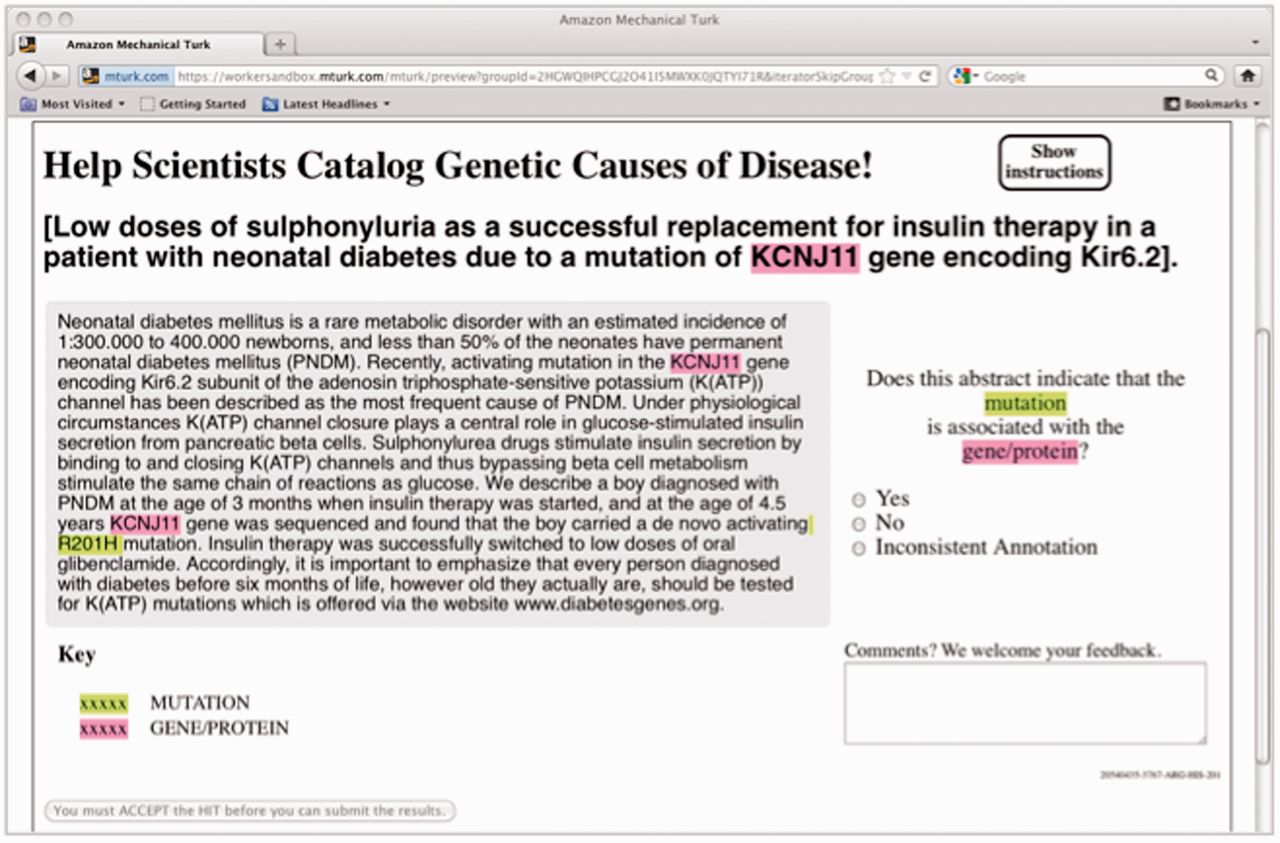 Amazon Mechanical Turk
Amazon Mechanical Turk
mturk.com https://workersandbox.mturk.com/mturk/preview?groupId=2HGWQIHPCGJ2O41I5MWXK0JQTYI71R&iteratorSkipGroup Google
Most Visited Getting Started Latest Headlines Bookmarks
Help Scientists Catalog Genetic Causes of Disease!
Show
instructions
[Low doses of sulphonyluria as a successful replacement for insulin therapy in a
patient with neonatal diabetes due to a mutation of KCNJ11 gene encoding Kir6.2].
Neonatal diabetes mellitus is a rare metabolic disorder with an estimated incidence of
1:300.000 to 400.000 newborns, and less than 50% of the neonates have permanent
neonatal diabetes mellitus (PNDM). Recently, activating mutation in the KCNJ11 gene
encoding Kir6.2 subunit of the adenosin triphosphate-sensitive potassium (K(ATP))
channel has been described as the most frequent cause of PNDM. Under physiological
circumstances K(ATP) channel closure plays a central role in glucose-stimulated insulin
secretion from pancreatic beta cells. Sulphonylurea drugs stimulate insulin secretion by
binding to and closing K(ATP) channels and thus bypassing beta cell metabolism
stimulate the same chain of reactions as glucose. We describe a boy diagnosed with
PNDM at the age of 3 months when insulin therapy was started, and at the age of 4.5
years KCNJ11 gene was sequenced and found that the boy carried a de novo activating
R201H mutation. Insulin therapy was successfully switched to low doses of oral
glibenclamide. Accordingly, it is important to emphasize that every person diagnosed
with diabetes before six months of life, however old they actually are, should be tested
for K(ATP) mutations which is offered via the website www.diabetesgenes.org.
Does this abstract indicate that the
mutation
is associated with the
gene/protein?
Yes
No
Inconsistent Annotation
Key
xxxxx MUTATION
xxxxx GENE/PROTEIN
Comments? We welcome your feedback.
20540435-3767-ARG-HIS-201
You must ACCEPT the HIT before you can submit the results.